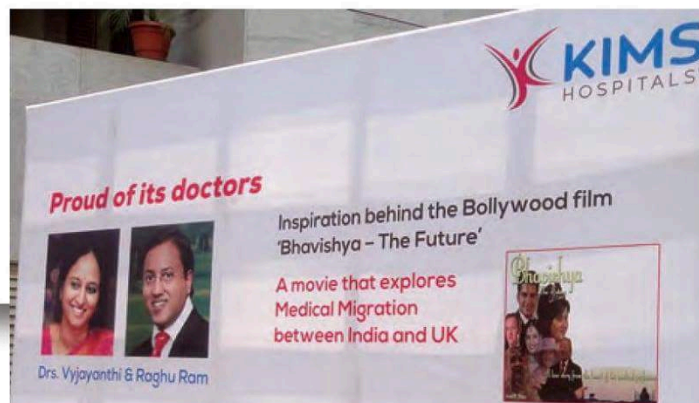 KIMS
HOSPITALS
Proud of its doctors
Inspiration behind the Bollywood film
‘Bhavishya – The Future’
A movie that explores
Medical Migration
between India and UK
Drs. Vyjayanthi & Raghu Ram
Bhavishya